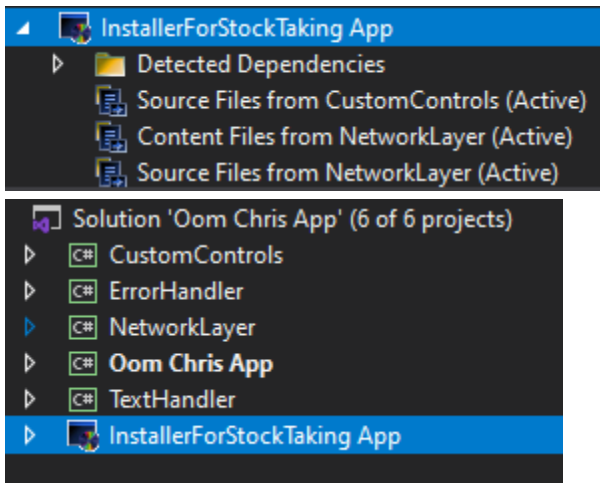 InstallerForStockTaking App
Detected Dependencies
Source Files from CustomControls (Active)
Content Files from NetworkLayer (Active)
Source Files from NetworkLayer (Active)
Solution 'Oom Chris App' (6 of 6 projects)
C# CustomControls
C# ErrorHandler
C# NetworkLayer
C# Oom Chris App
C# TextHandler
InstallerForStockTaking App